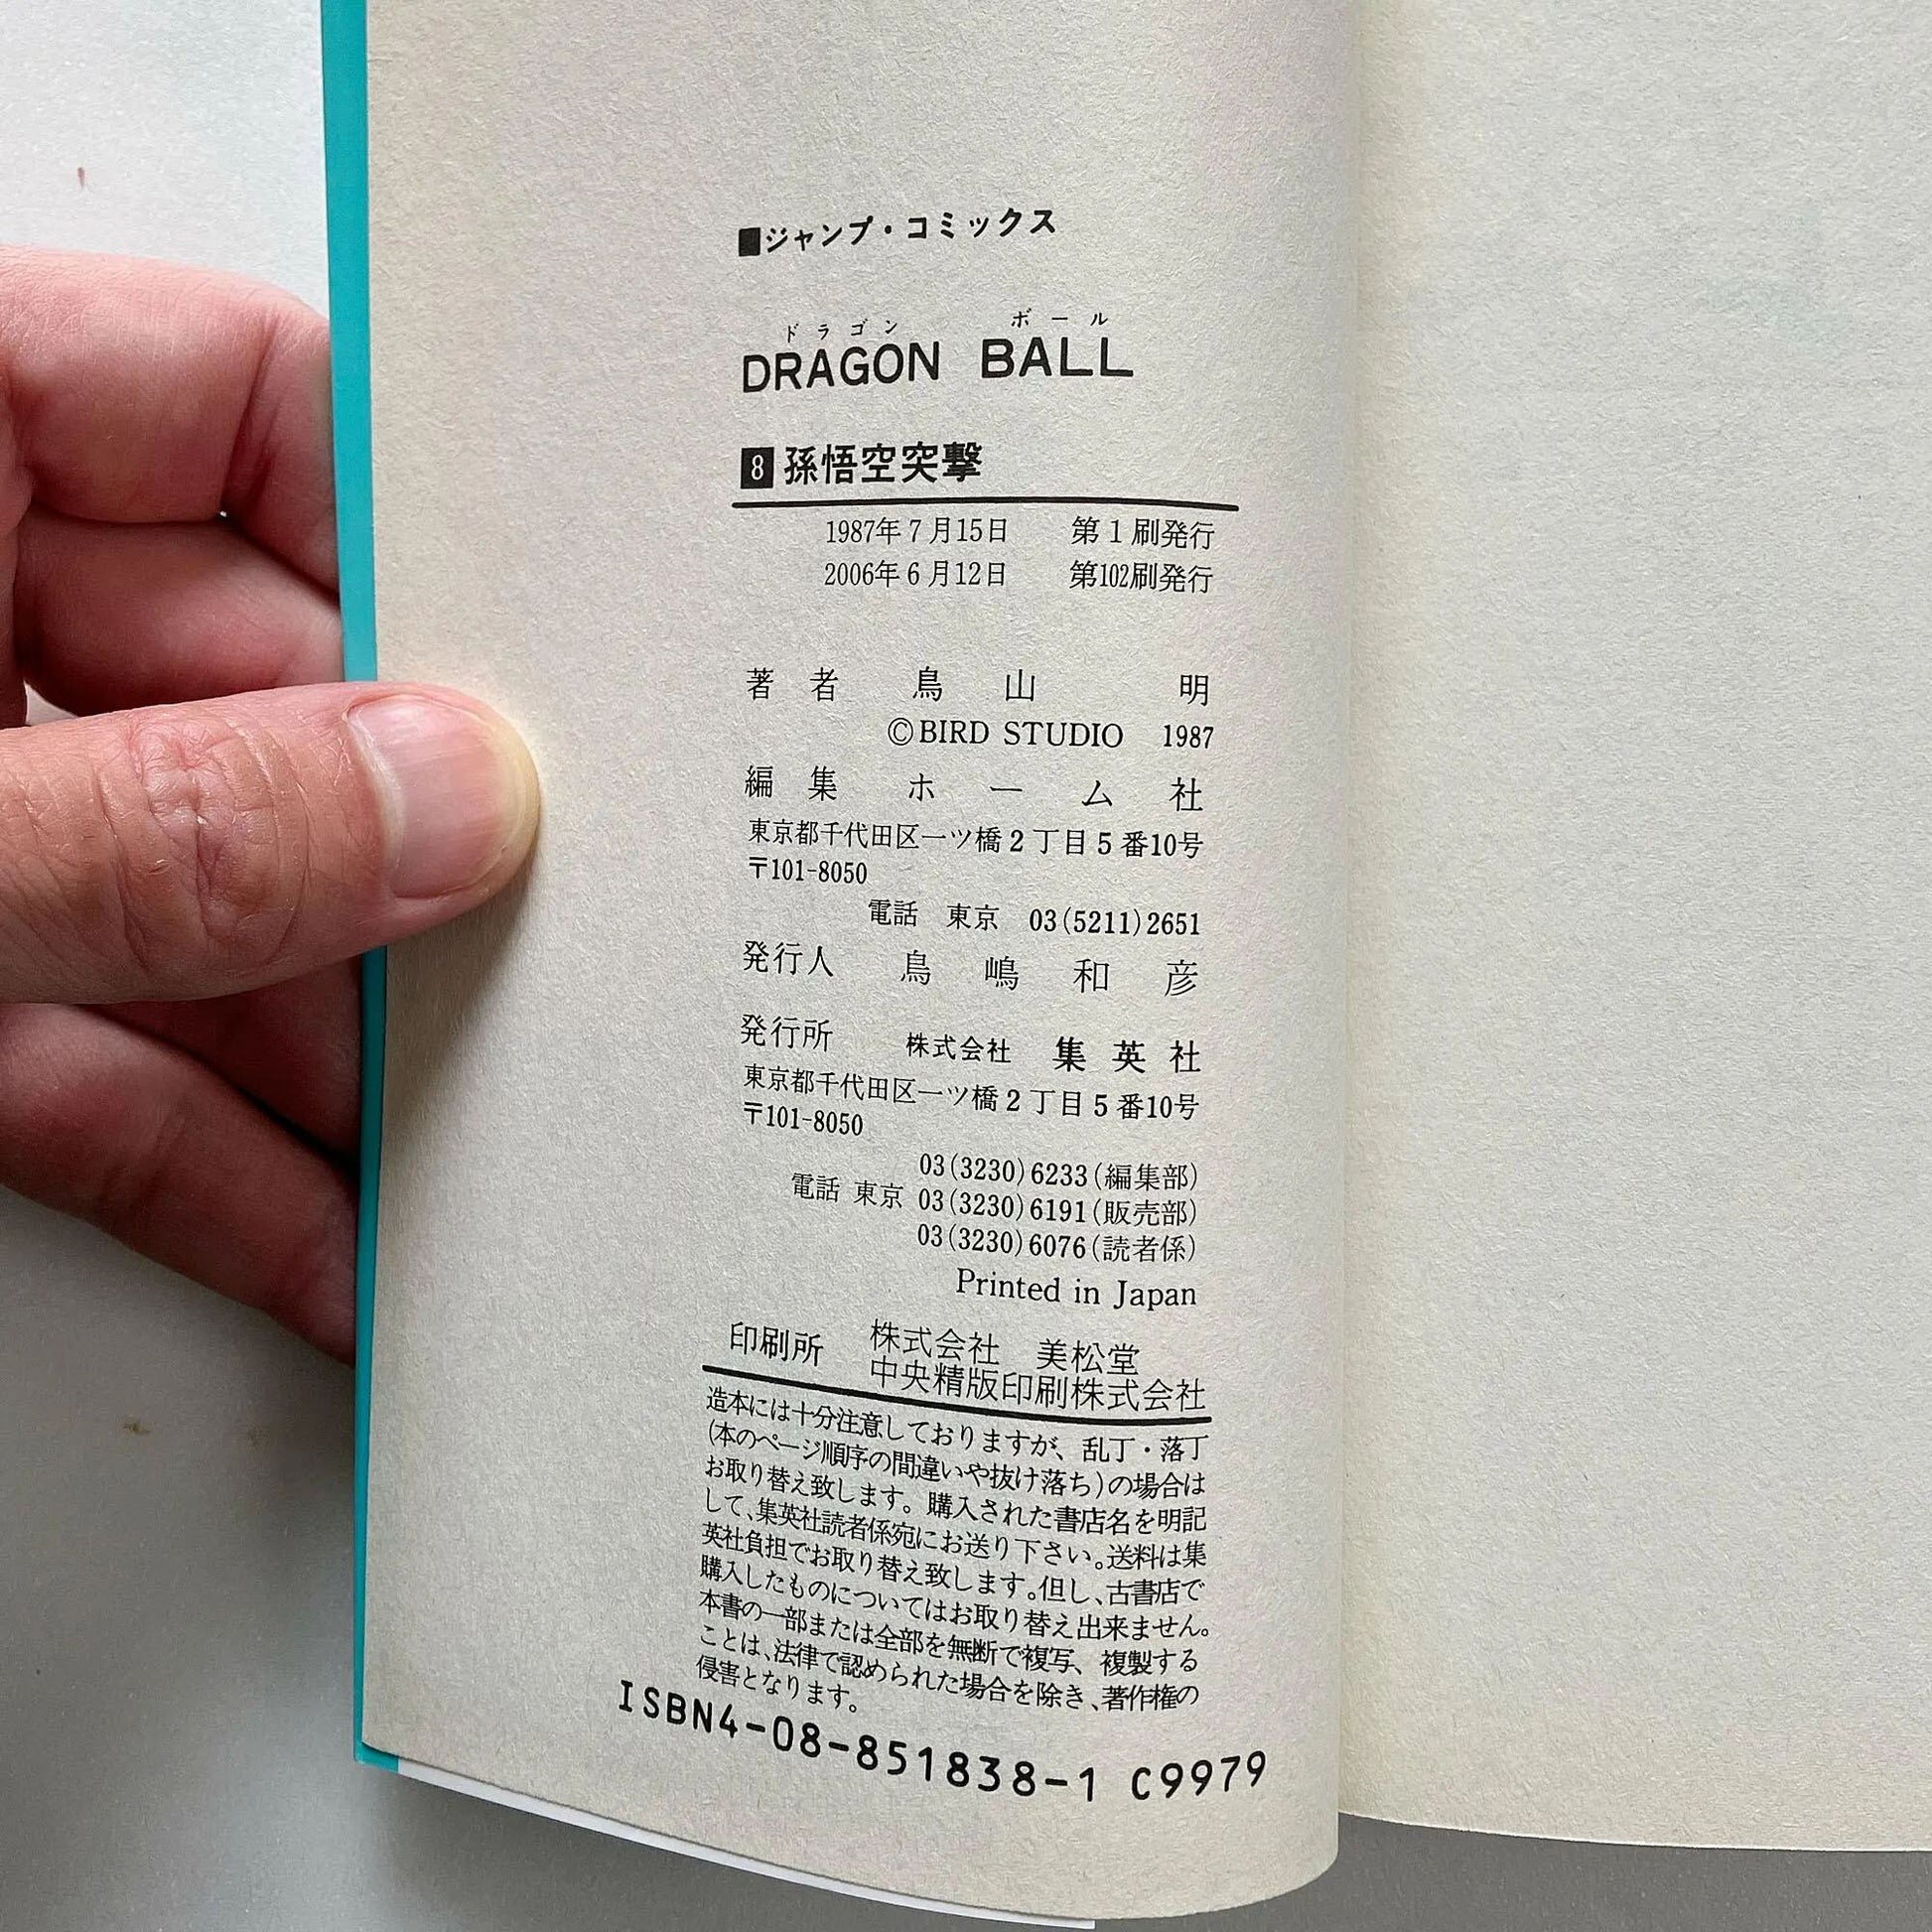 ■ジャンプ・コミックス
ドラゴン ボール
DRAGON BALL
8 孫悟空突撃
1987年7月15日 第1刷発行
2006年6月12日 第102刷発行
著者 鳥山 明
©BIRD STUDIO 1987
編集 ホーム社
東京都千代田区一ツ橋2丁目5番10号
〒101-8050
電話 東京 03(5211)2651
発行人 鳥嶋和彦
発行所 株式会社 集英社
東京都千代田区一ツ橋2丁目5番10号
〒101-8050
03(3230)6233(編集部)
電話 東京 03(3230)6191(販売部)
03(3230)6076(読者係)
Printed in Japan
印刷所 株式会社 美松堂
中央精版印刷株式会社
造本には十分注意しておりますが、乱丁・落丁
(本のページ順序の間違いや抜け落ち)の場合は
お取り替え致します。購入された書店名を明記
して、集英社読者係宛にお送り下さい。送料は集
英社負担でお取り替え致します。但し、古書店で
購入したものについてはお取り替え出来ません。
本書の一部または全部を無断で複写、複製する
ことは、法律で認められた場合を除き、著作権の
侵害となります。
ISBN4-08-851838-1 C9979